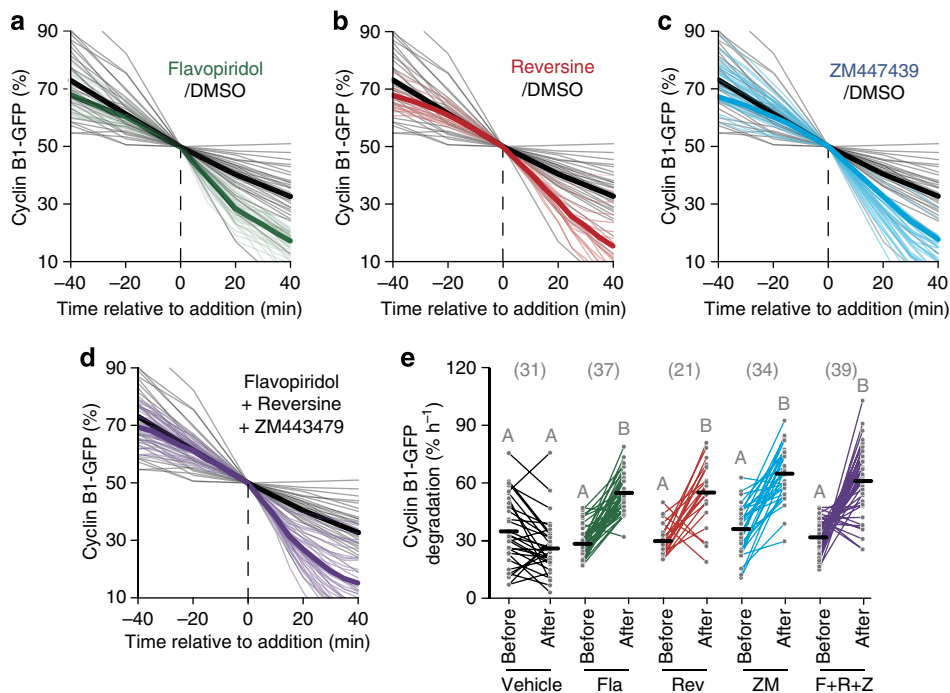 a
Flavopiridol
/DMSO
Cyclin B1-GFP (%)
90
70
50
30
10
−40
−20
0
20
40
Time relative to addition (min)
b
Reversine
/DMSO
Cyclin B1-GFP (%)
90
70
50
30
10
−40
−20
0
20
40
Time relative to addition (min)
c
ZM447439
/DMSO
Cyclin B1-GFP (%)
90
70
50
30
10
−40
−20
0
20
40
Time relative to addition (min)
d
Flavopiridol
+ Reversine
+ ZM443479
Cyclin B1-GFP (%)
90
70
50
30
10
−40
−20
0
20
40
Time relative to addition (min)
e
Cyclin B1-GFP
degradation (% h⁻¹)
120
90
60
30
0
(31)
(37)
(21)
(34)
(39)
A
A
A
B
A
B
A
B
A
B
Before
After
Before
After
Before
After
Before
After
Before
After
Vehicle
Fla
Rev
ZM
F+R+Z